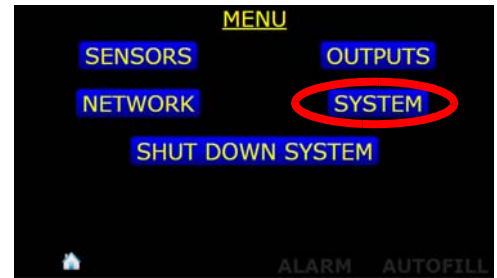 MENU
SENSORS OUTPUTS
NETWORK SYSTEM
SHUT DOWN SYSTEM
ALARM AUTOFILL